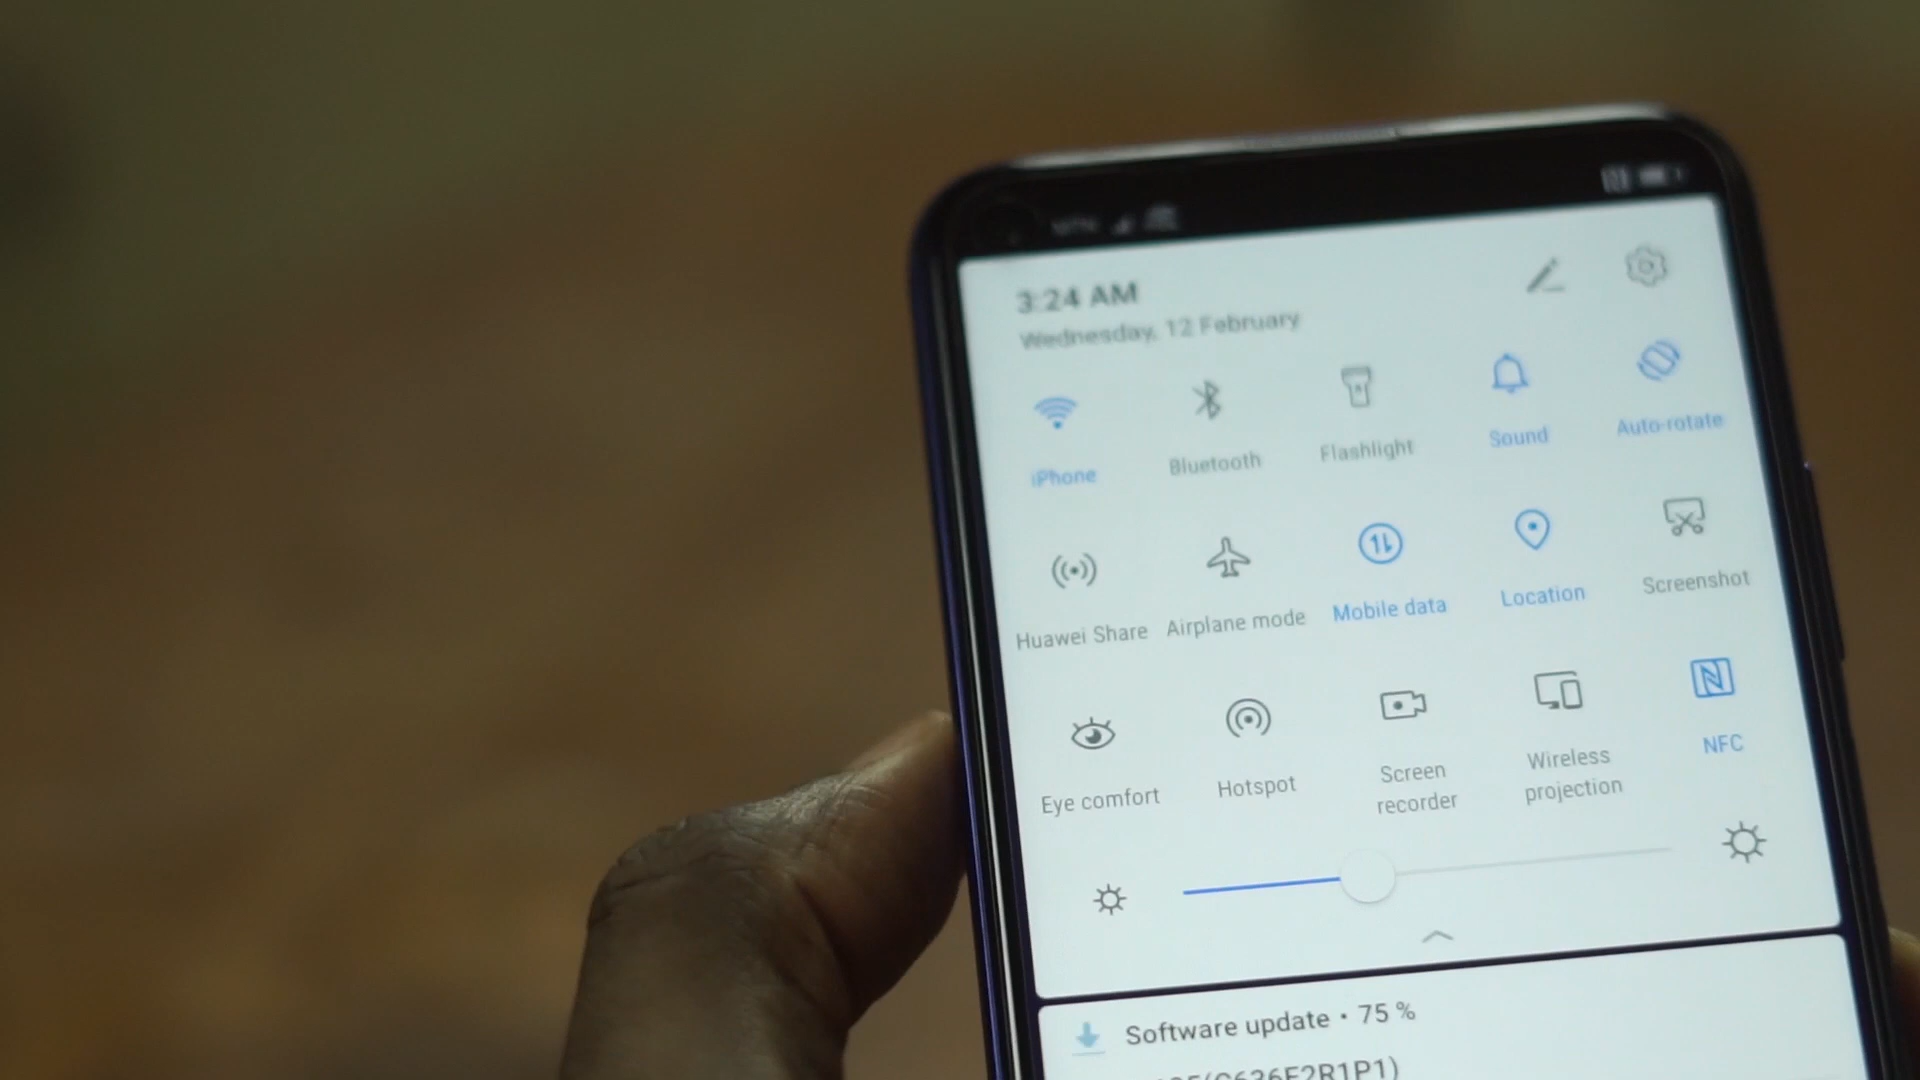 3:24 AM
Wednesday, 12 February
iPhone
Bluetooth
Flashlight
Sound
Auto-rotate
Huawei Share
Airplane mode
Mobile data
Location
Screenshot
Eye comfort
Hotspot
Screen
recorder
Wireless
projection
NFC
Software update • 75 %